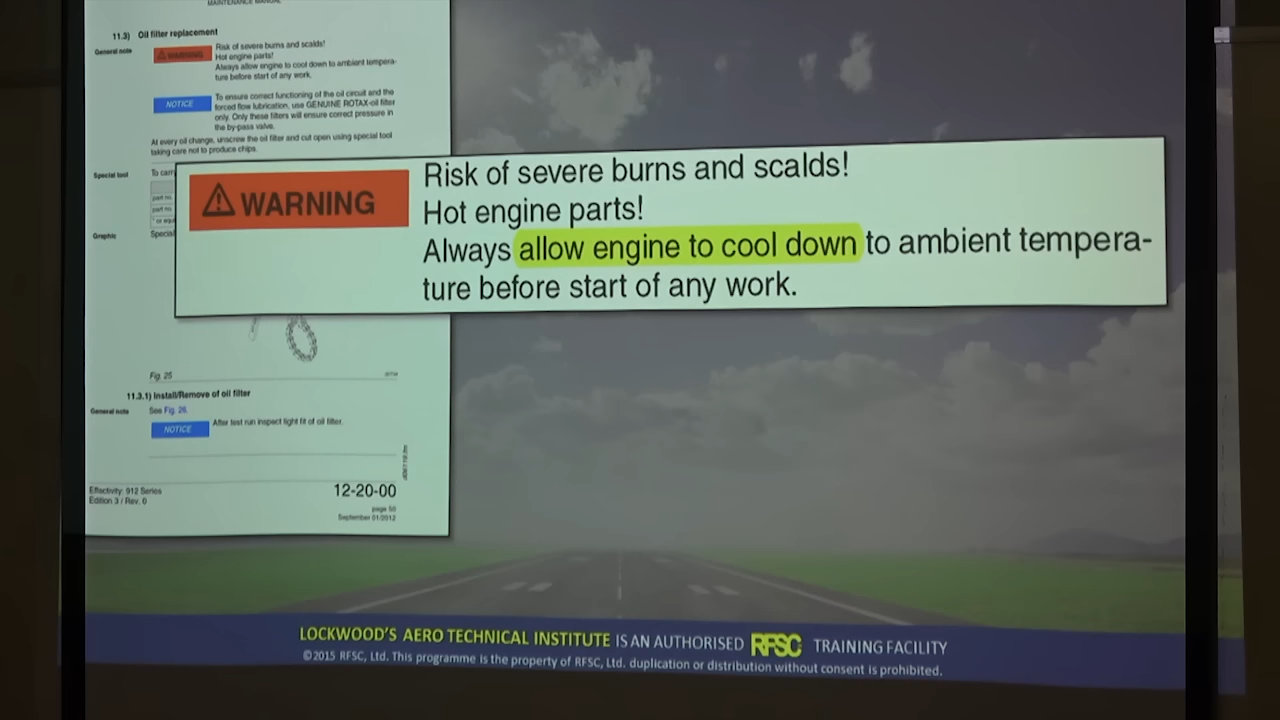 MAINTENANCE MANUAL
11.3) Oil filter replacement
General note
WARNING
Risk of severe burns and scalds!
Hot engine parts!
Always allow engine to cool down to ambient tempera-
ture before start of any work.
NOTICE
To ensure correct functioning of the oil circuit and the
forced flow lubrication, use GENUINE ROTAX-oil filter
only. Only these filters will ensure correct pressure in
the by-pass valve.
At every oil change, unscrew the oil filter and cut open using special tool
taking care not to produce chips.
Special tool
To carry
part no.
part no.
* or equi
Graphic
Special
WARNING
Risk of severe burns and scalds!
Hot engine parts!
Always allow engine to cool down to ambient tempera-
ture before start of any work.
Fig. 25
11.3.1) Install/Remove of oil filter
General note
See Fig. 26.
NOTICE
After test run inspect tight fit of oil filter.
Effectivity: 912 Series
Edition 3 / Rev. 0
12-20-00
page 50
September 01/2012
LOCKWOOD'S AERO TECHNICAL INSTITUTE IS AN AUTHORISED RFSC TRAINING FACILITY
©2015 RFSC, Ltd. This programme is the property of RFSC, Ltd. duplication or distribution without consent is prohibited.